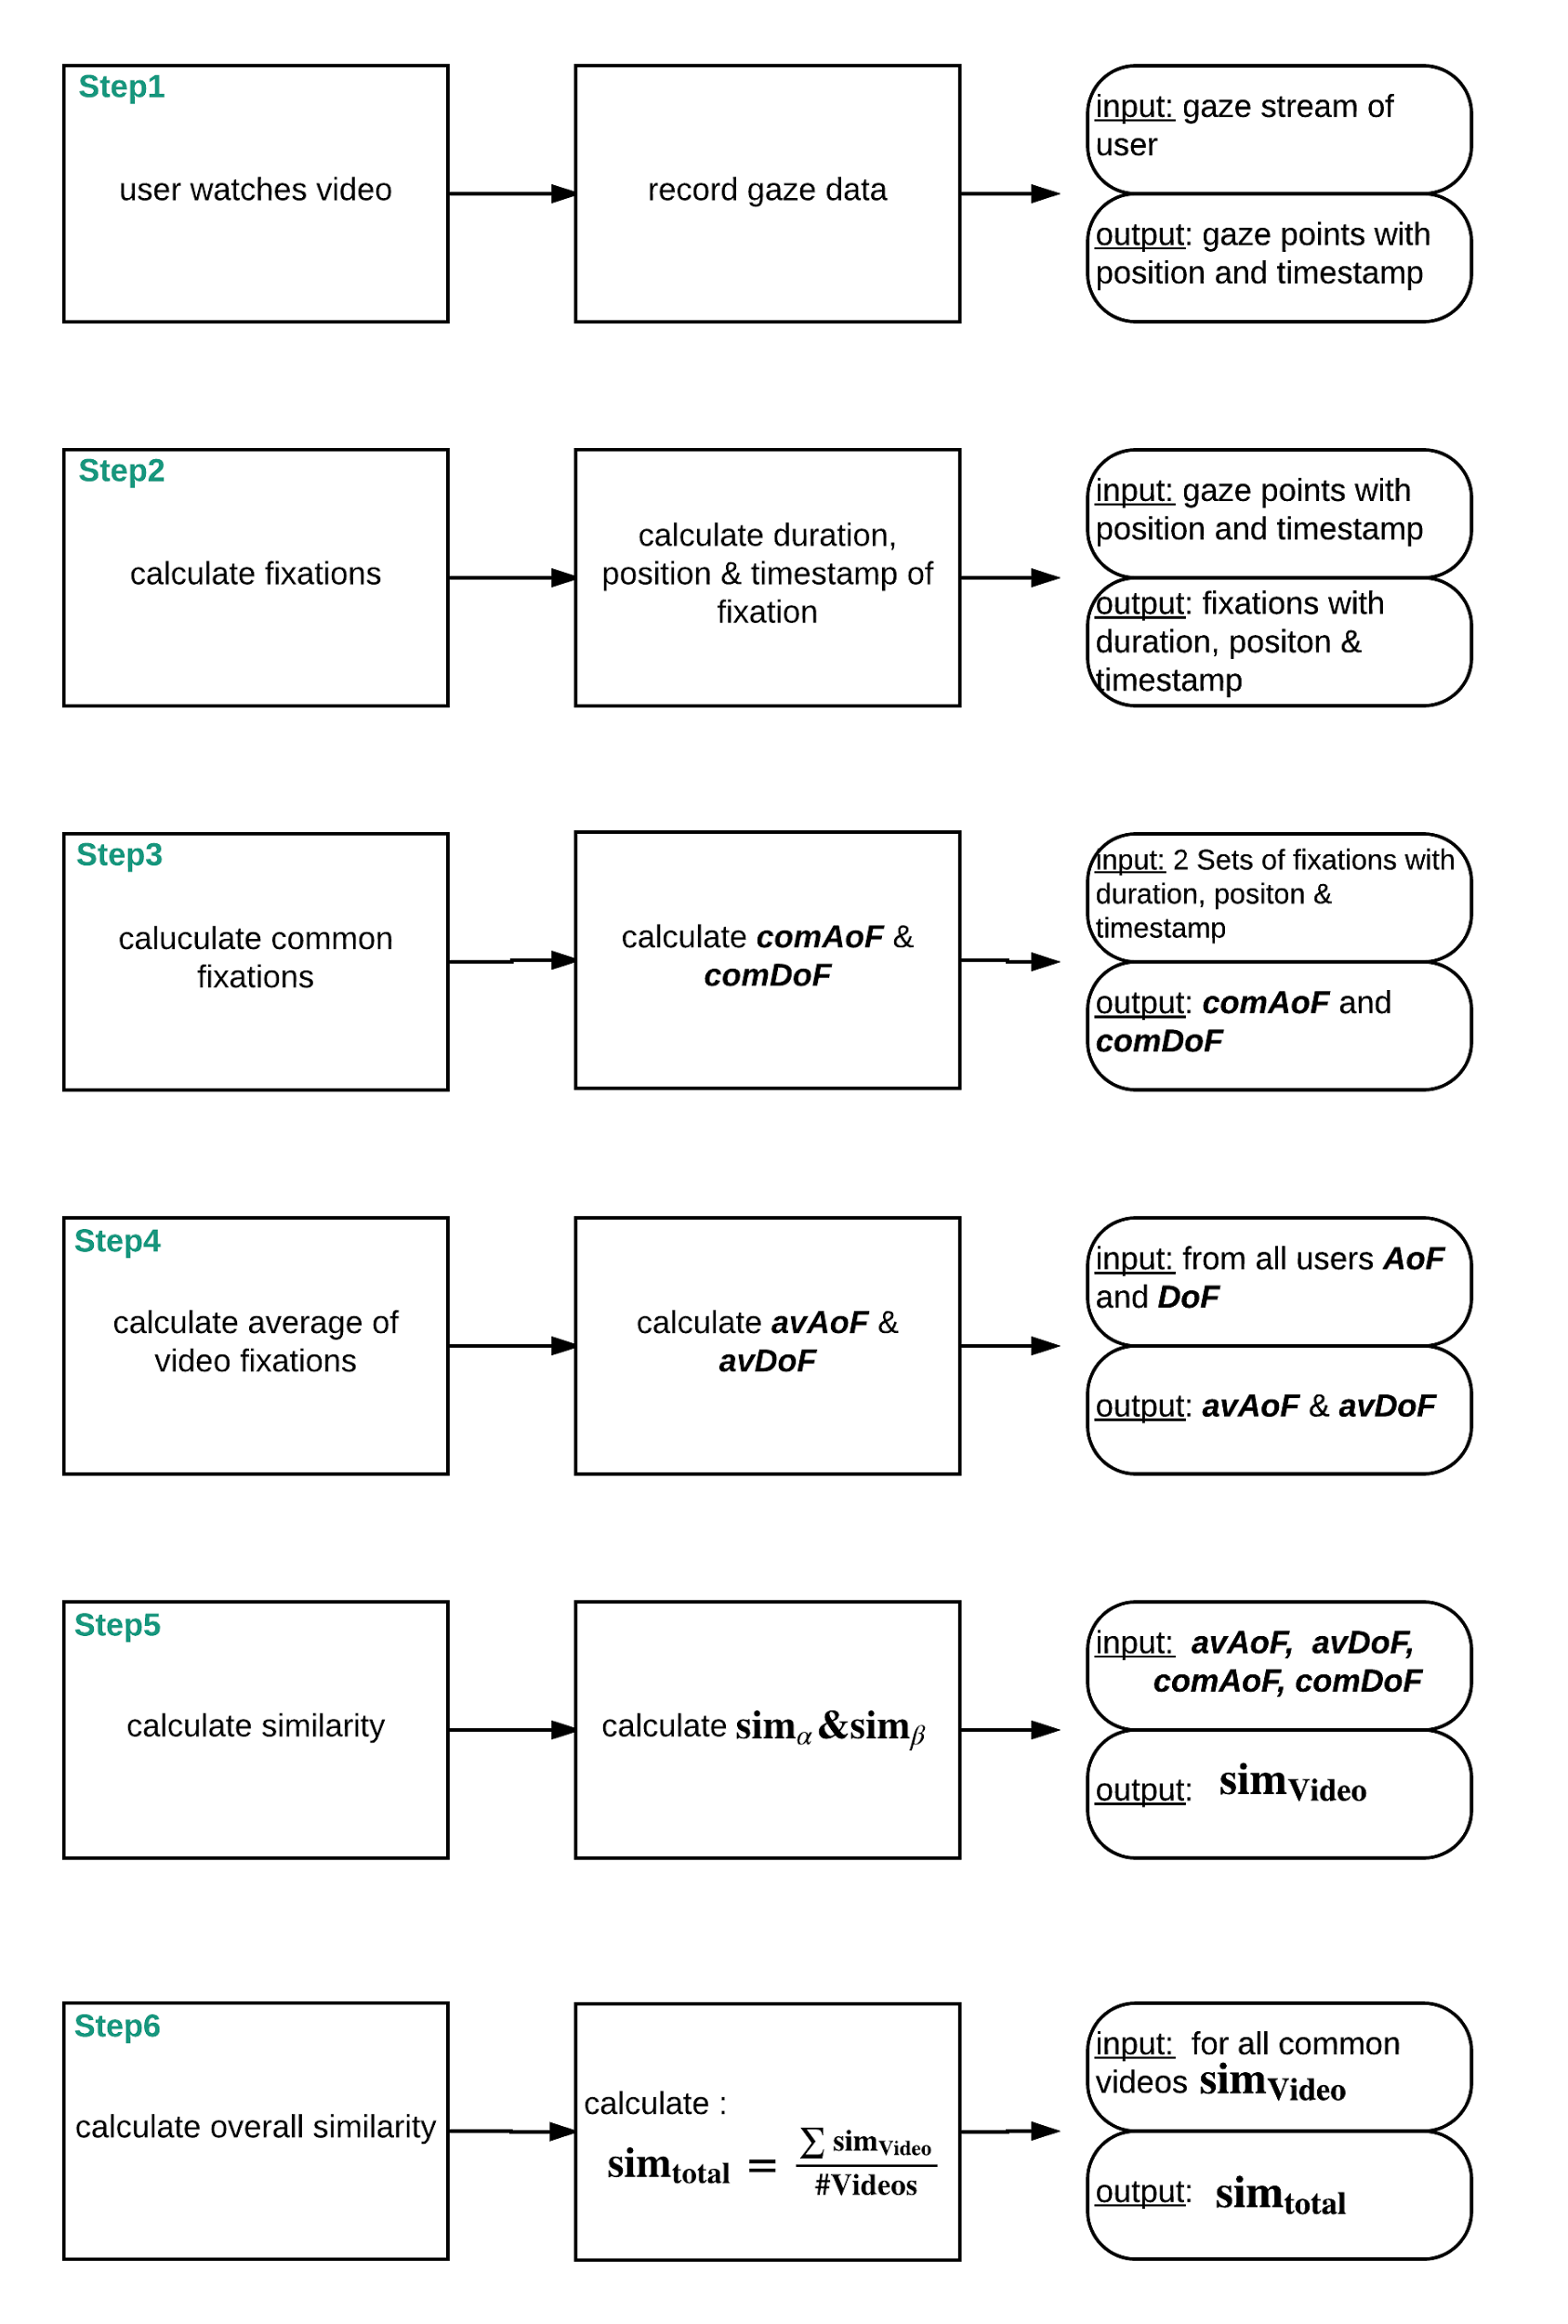 Step1
user watches video
record gaze data
input: gaze stream of
user
output: gaze points with
position and timestamp
Step2
calculate fixations
calculate duration,
position & timestamp of
fixation
input: gaze points with
position and timestamp
output: fixations with
duration, positon &
timestamp
Step3
caluculate common
fixations
calculate comAoF &
comDoF
input: 2 Sets of fixations with
duration, positon &
timestamp
output: comAoF and
comDoF
Step4
calculate average of
video fixations
calculate avAoF &
avDoF
input: from all users AoF
and DoF
output: avAoF & avDoF
Step5
calculate similarity
calculate simα &simβ
input: avAoF, avDoF,
comAoF, comDoF
output: simVideo
Step6
calculate overall similarity
calculate :
simtotal = ∑ simVideo / #Videos
input: for all common
videos simVideo
output: simtotal